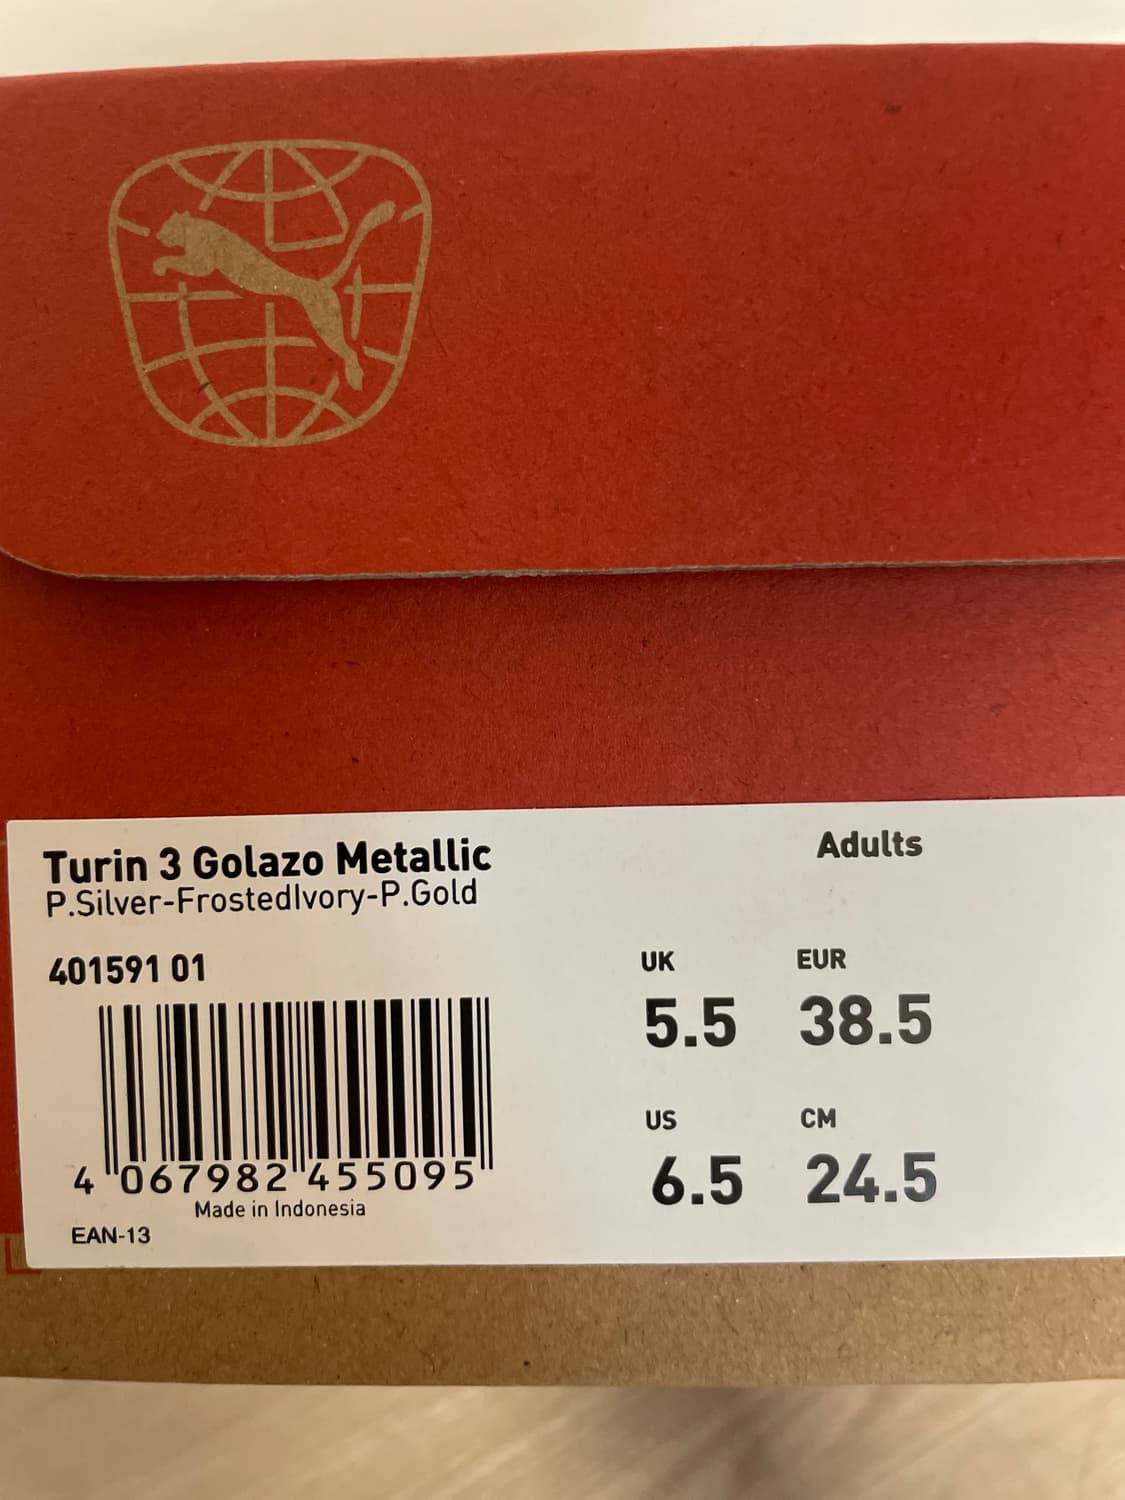 Turin 3 Golazo Metallic
P.Silver-FrostedIvory-P.Gold
401591 01
4 067982 455095
Made in Indonesia
EAN-13
Adults
UK EUR
5.5 38.5
US CM
6.5 24.5